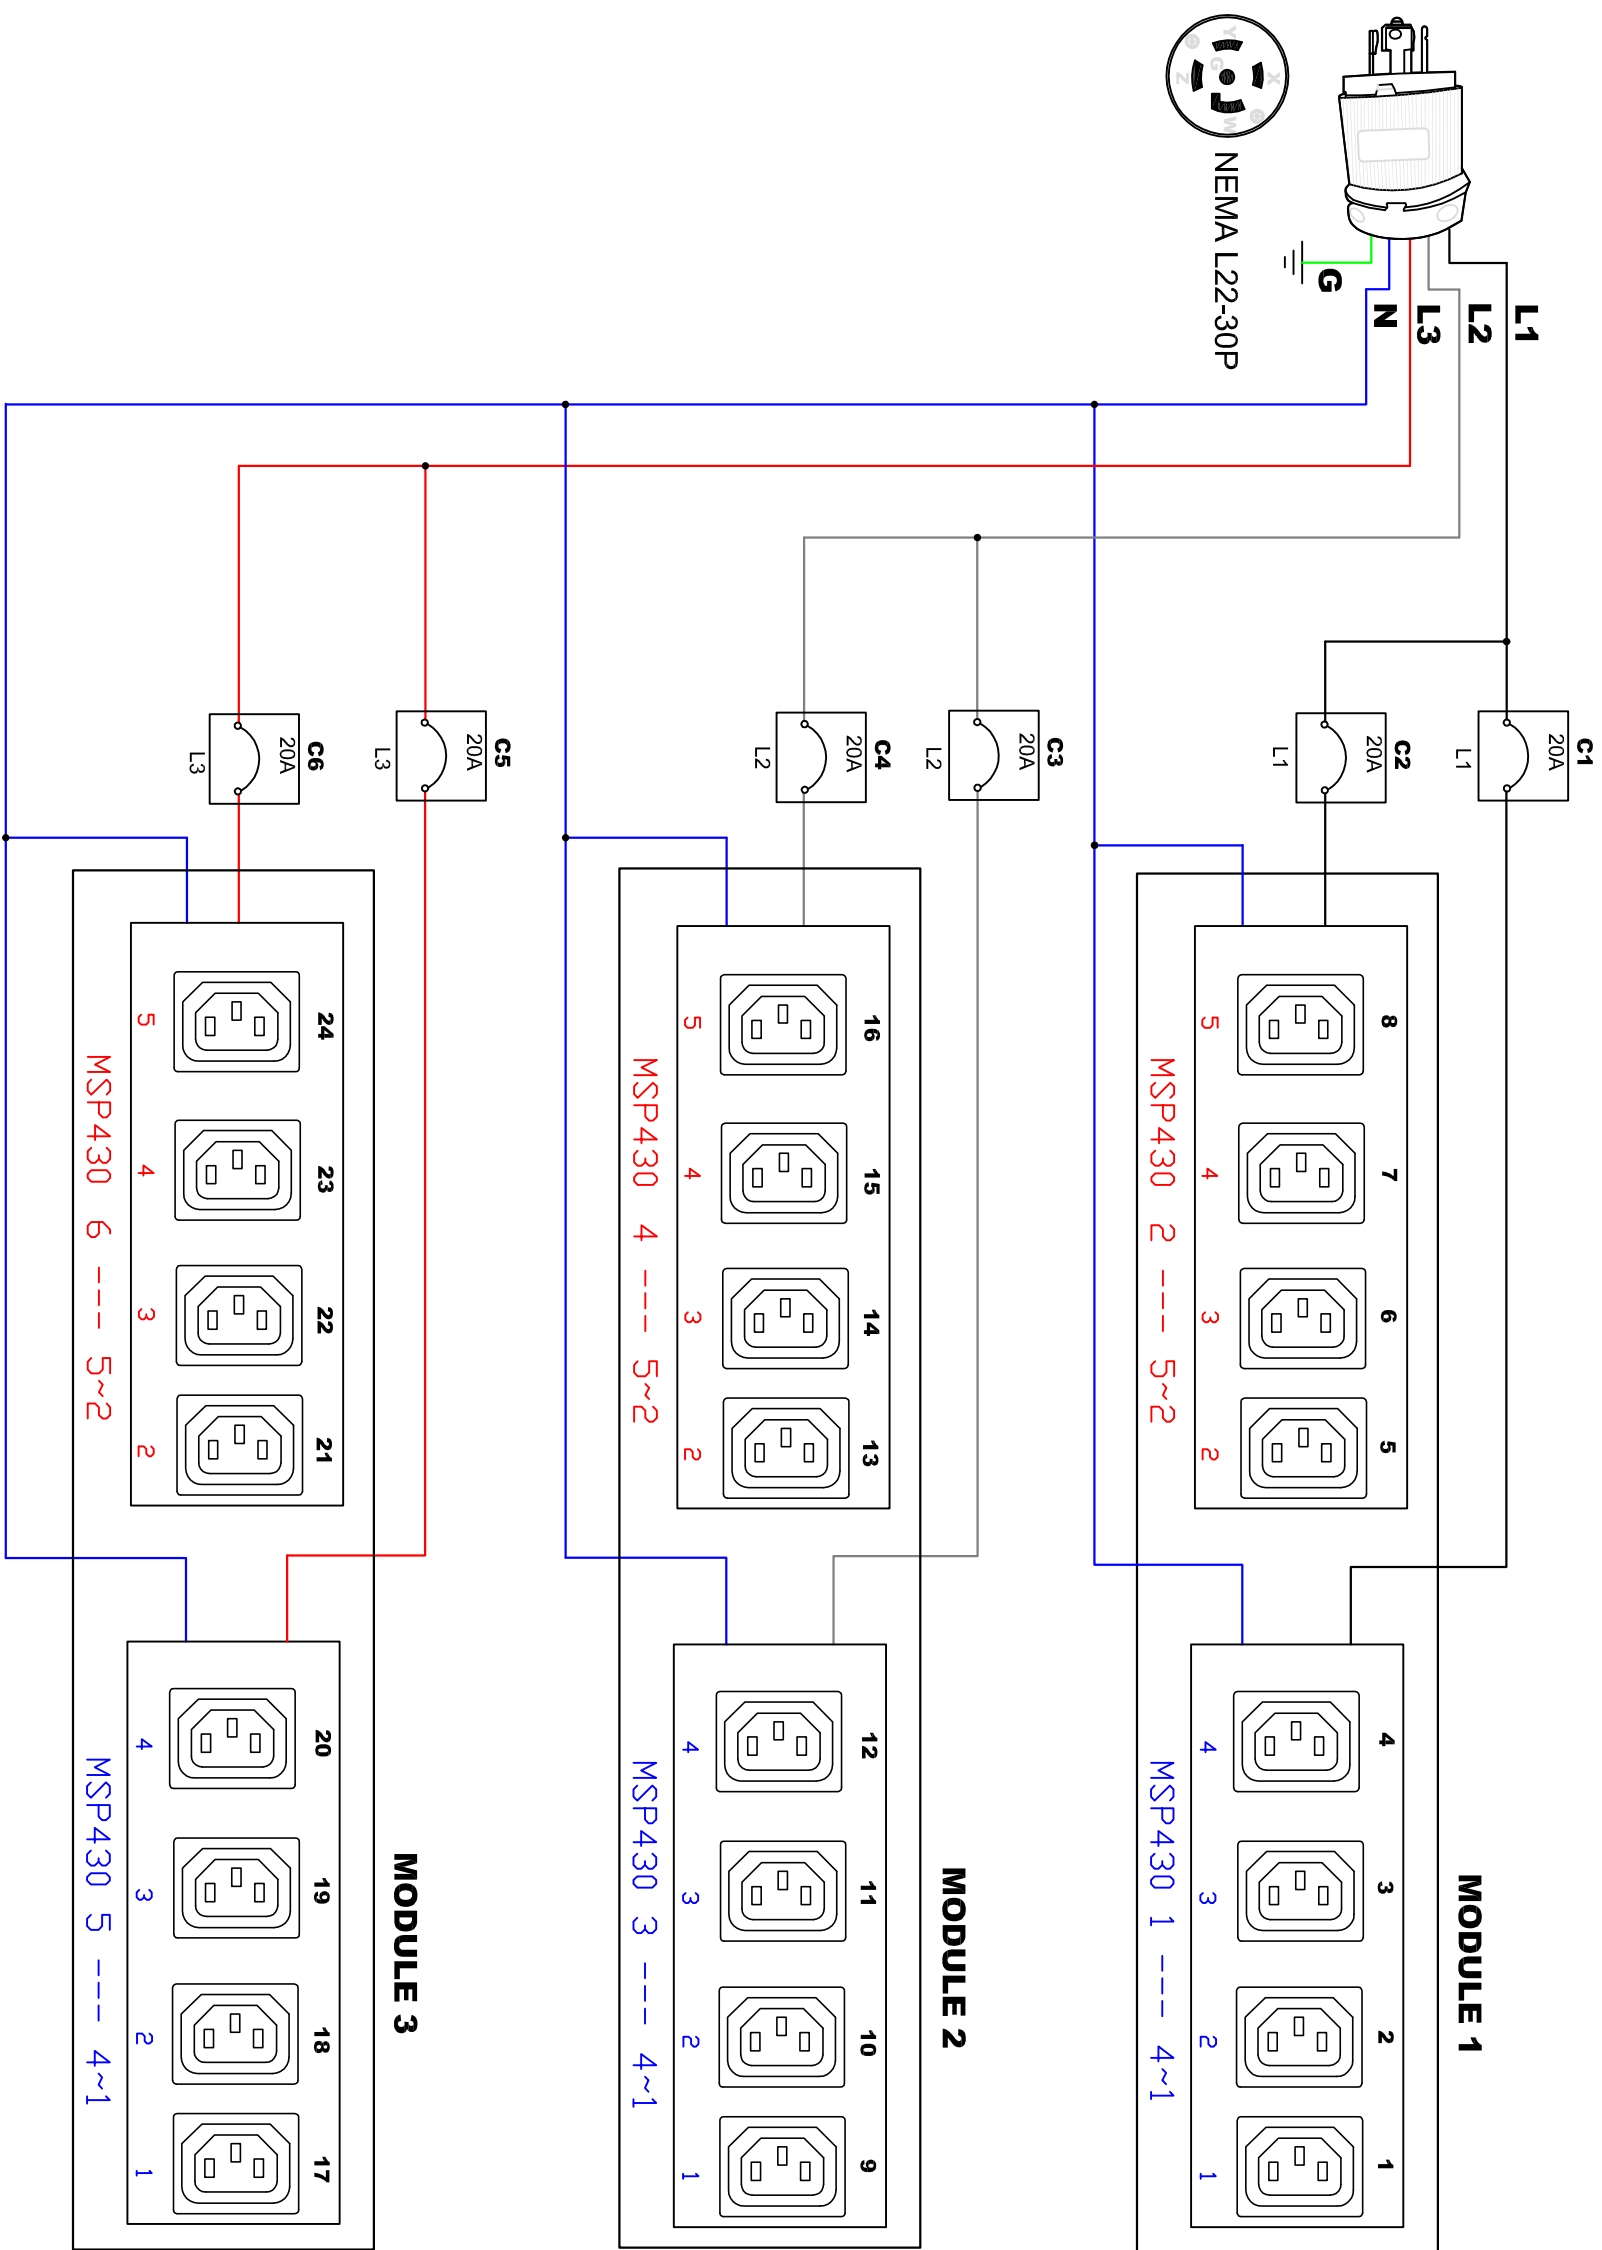 Y
G
X
Z
W
NEMA L22-30P
L1
L2
L3
N
G
C1
20A
L1
C2
20A
L1
MODULE 1
8
7
6
5
4
3
2
1
5
4
3
2
4
3
2
1
MSP430 2 --- 5~2
MSP430 1 --- 4~1
C3
20A
L2
C4
20A
L2
MODULE 2
16
15
14
13
12
11
10
9
5
4
3
2
4
3
2
1
MSP430 4 --- 5~2
MSP430 3 --- 4~1
C5
20A
L3
C6
20A
L3
MODULE 3
24
23
22
21
20
19
18
17
5
4
3
2
4
3
2
1
MSP430 6 --- 5~2
MSP430 5 --- 4~1